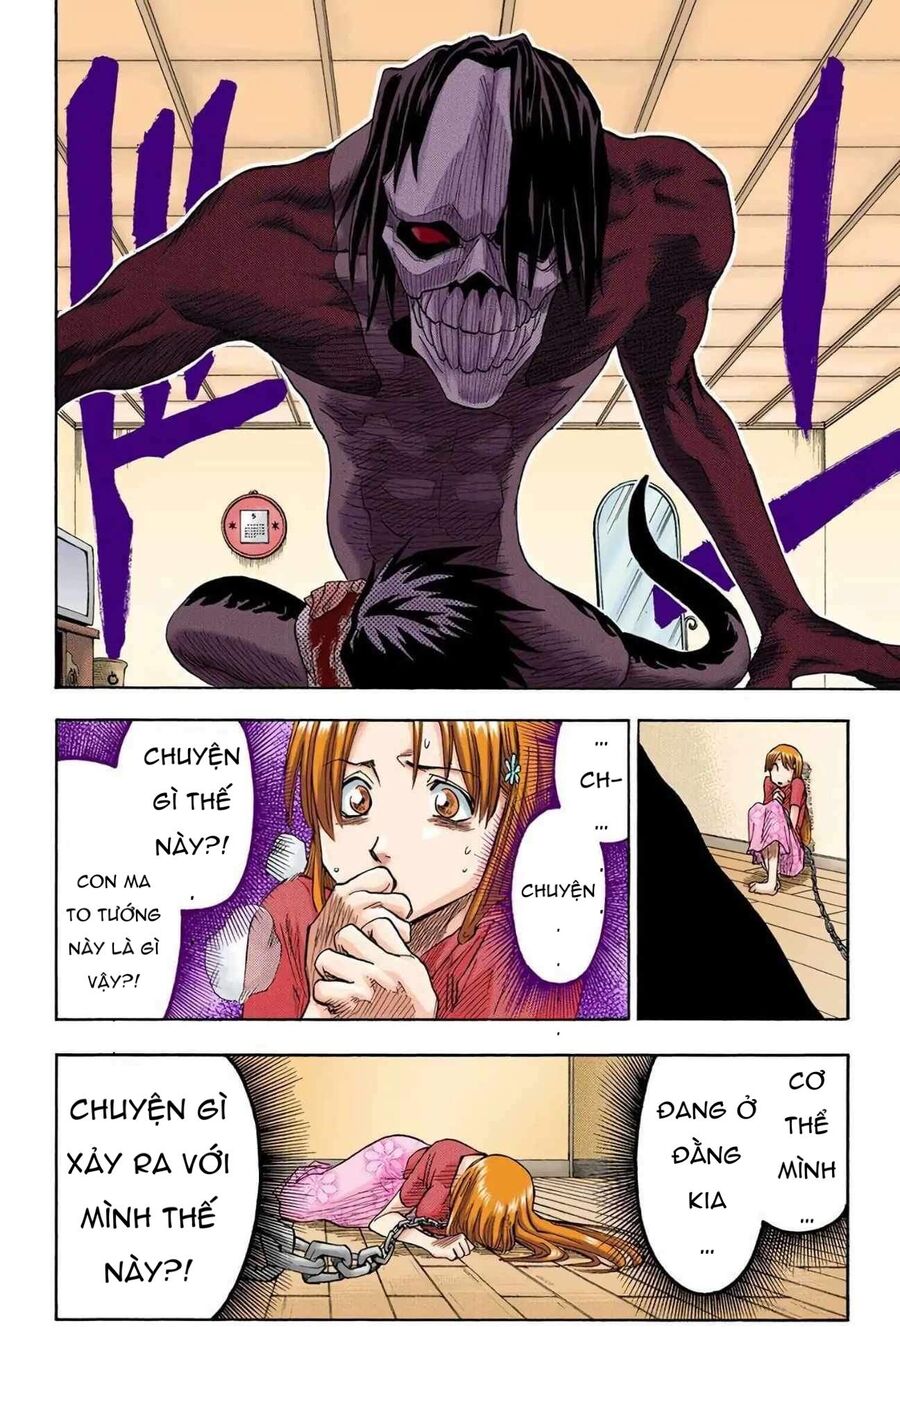 ...
CH-
...
CHUYỆN
...
CHUYỆN
GÌ THẾ
NÀY?!
CON MA
TO TƯỚNG
NÀY LÀ GÌ
VẬY?!
CƠ
THỂ
MÌNH
...
ĐANG Ở
ĐẰNG
KIA
...
CHUYỆN GÌ
XẢY RA VỚI
MÌNH THẾ
NÀY?!